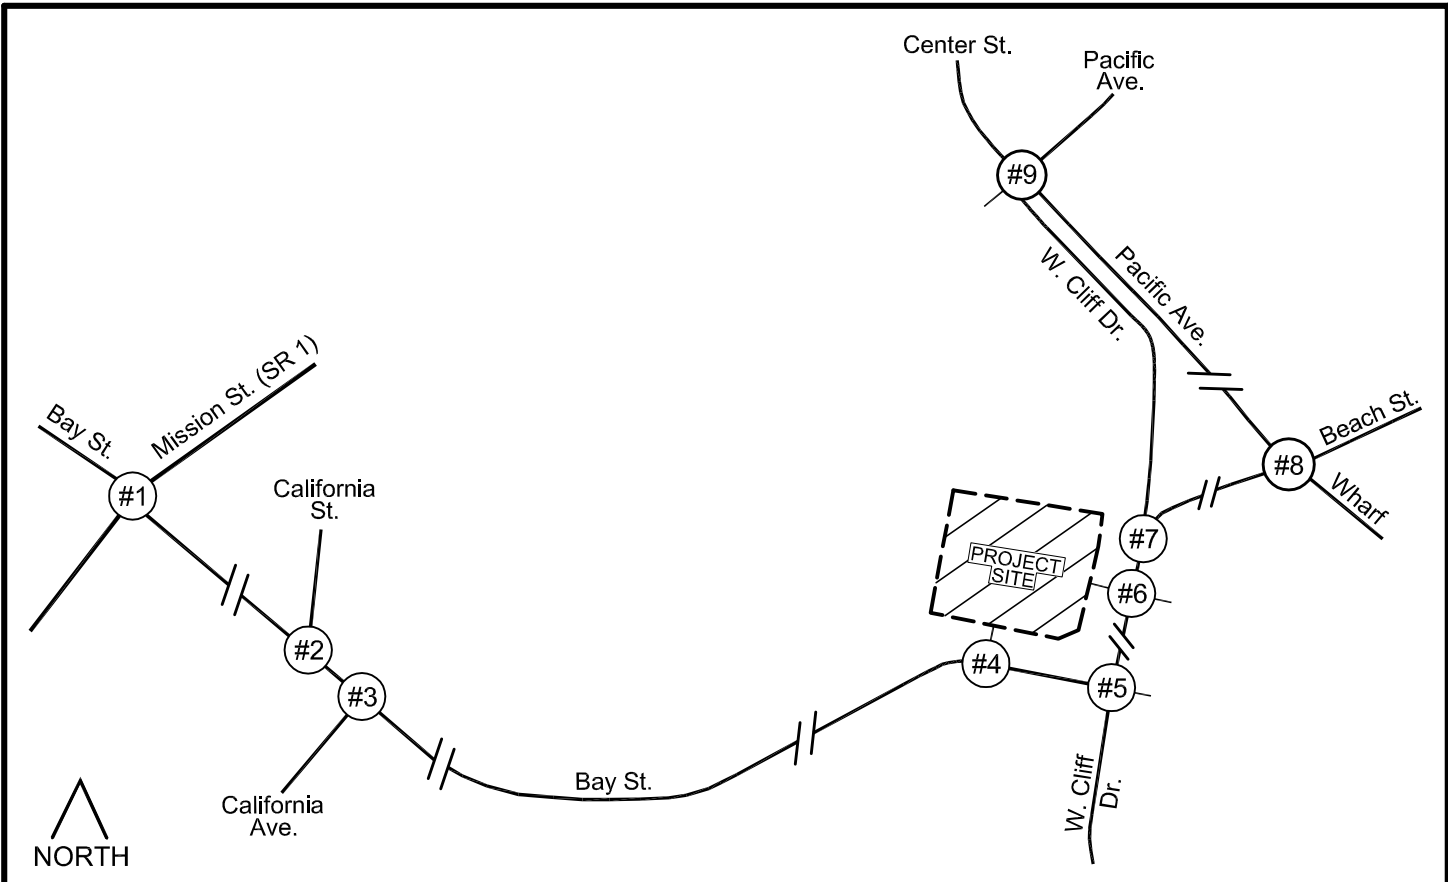 Center St.
Pacific
Ave.
#9
W. Cliff Dr.
Pacific Ave.
Mission St. (SR 1)
Bay St.
Beach St.
#8
Wharf
#1
California
St.
#7
PROJECT
SITE
#6
#2
#4
#5
#3
Bay St.
W. Cliff
Dr.
California
Ave.
NORTH